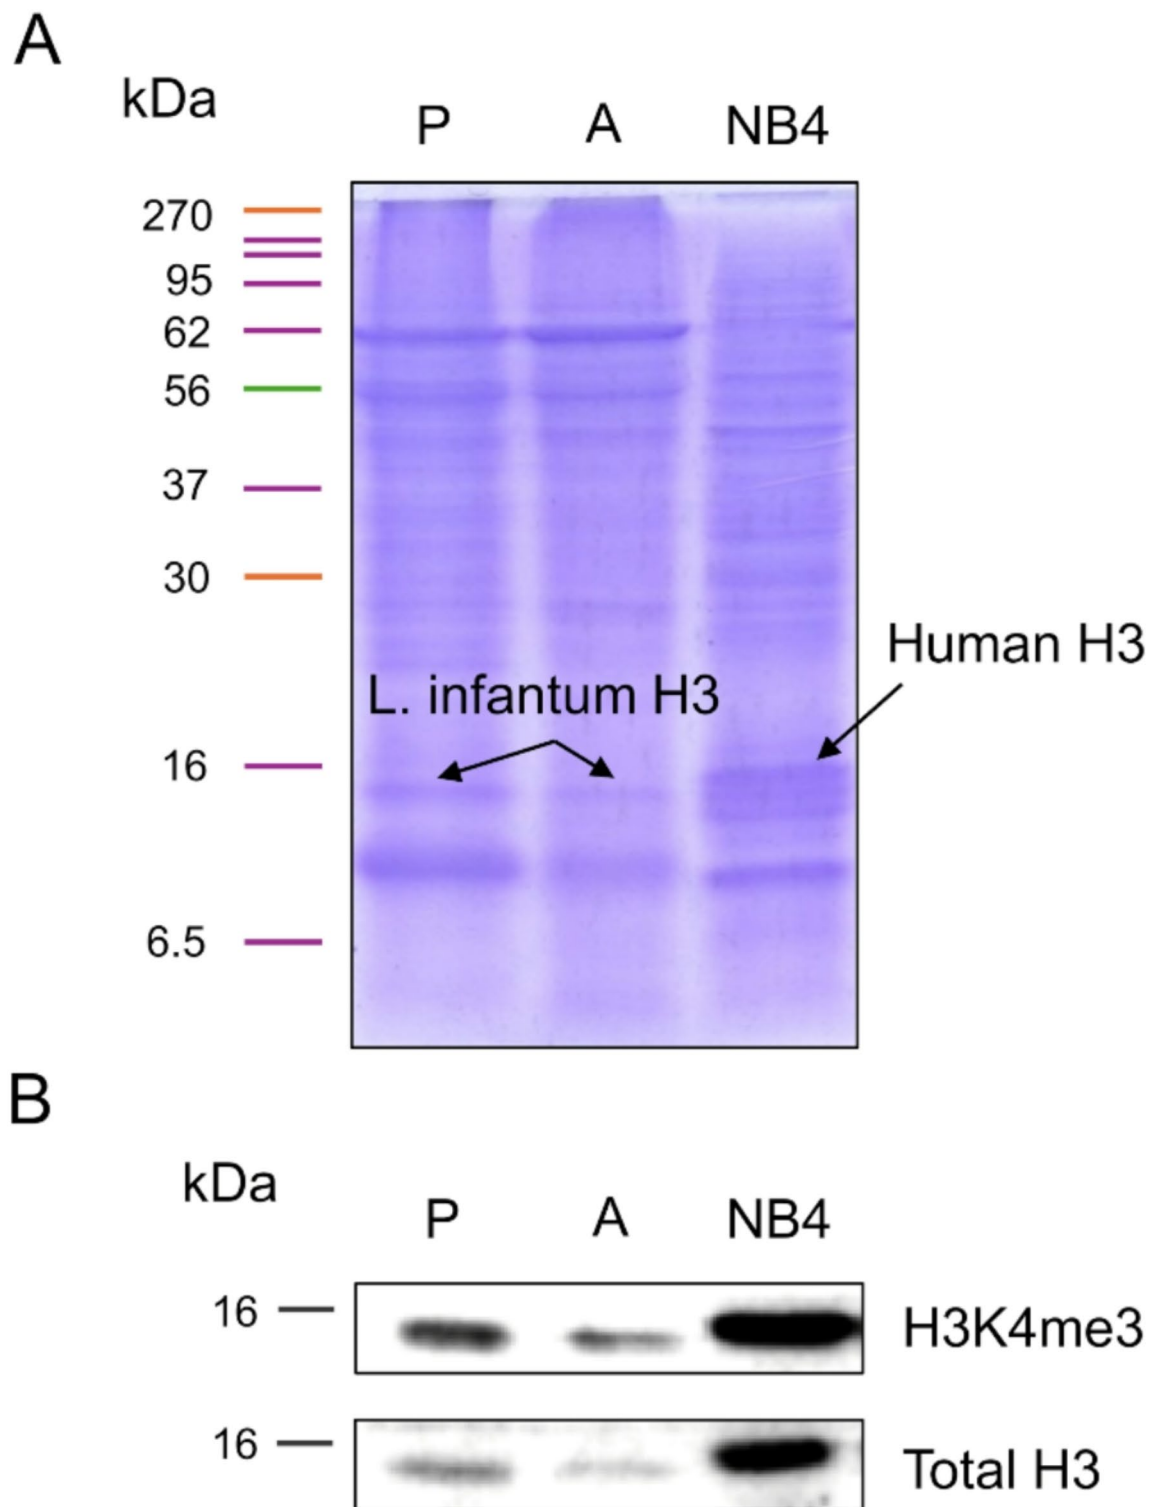 A
kDa
P A NB4
270
95
62
56
37
30
Human H3
L. infantum H3
16
6.5
B
kDa
P A NB4
16
H3K4me3
16
Total H3